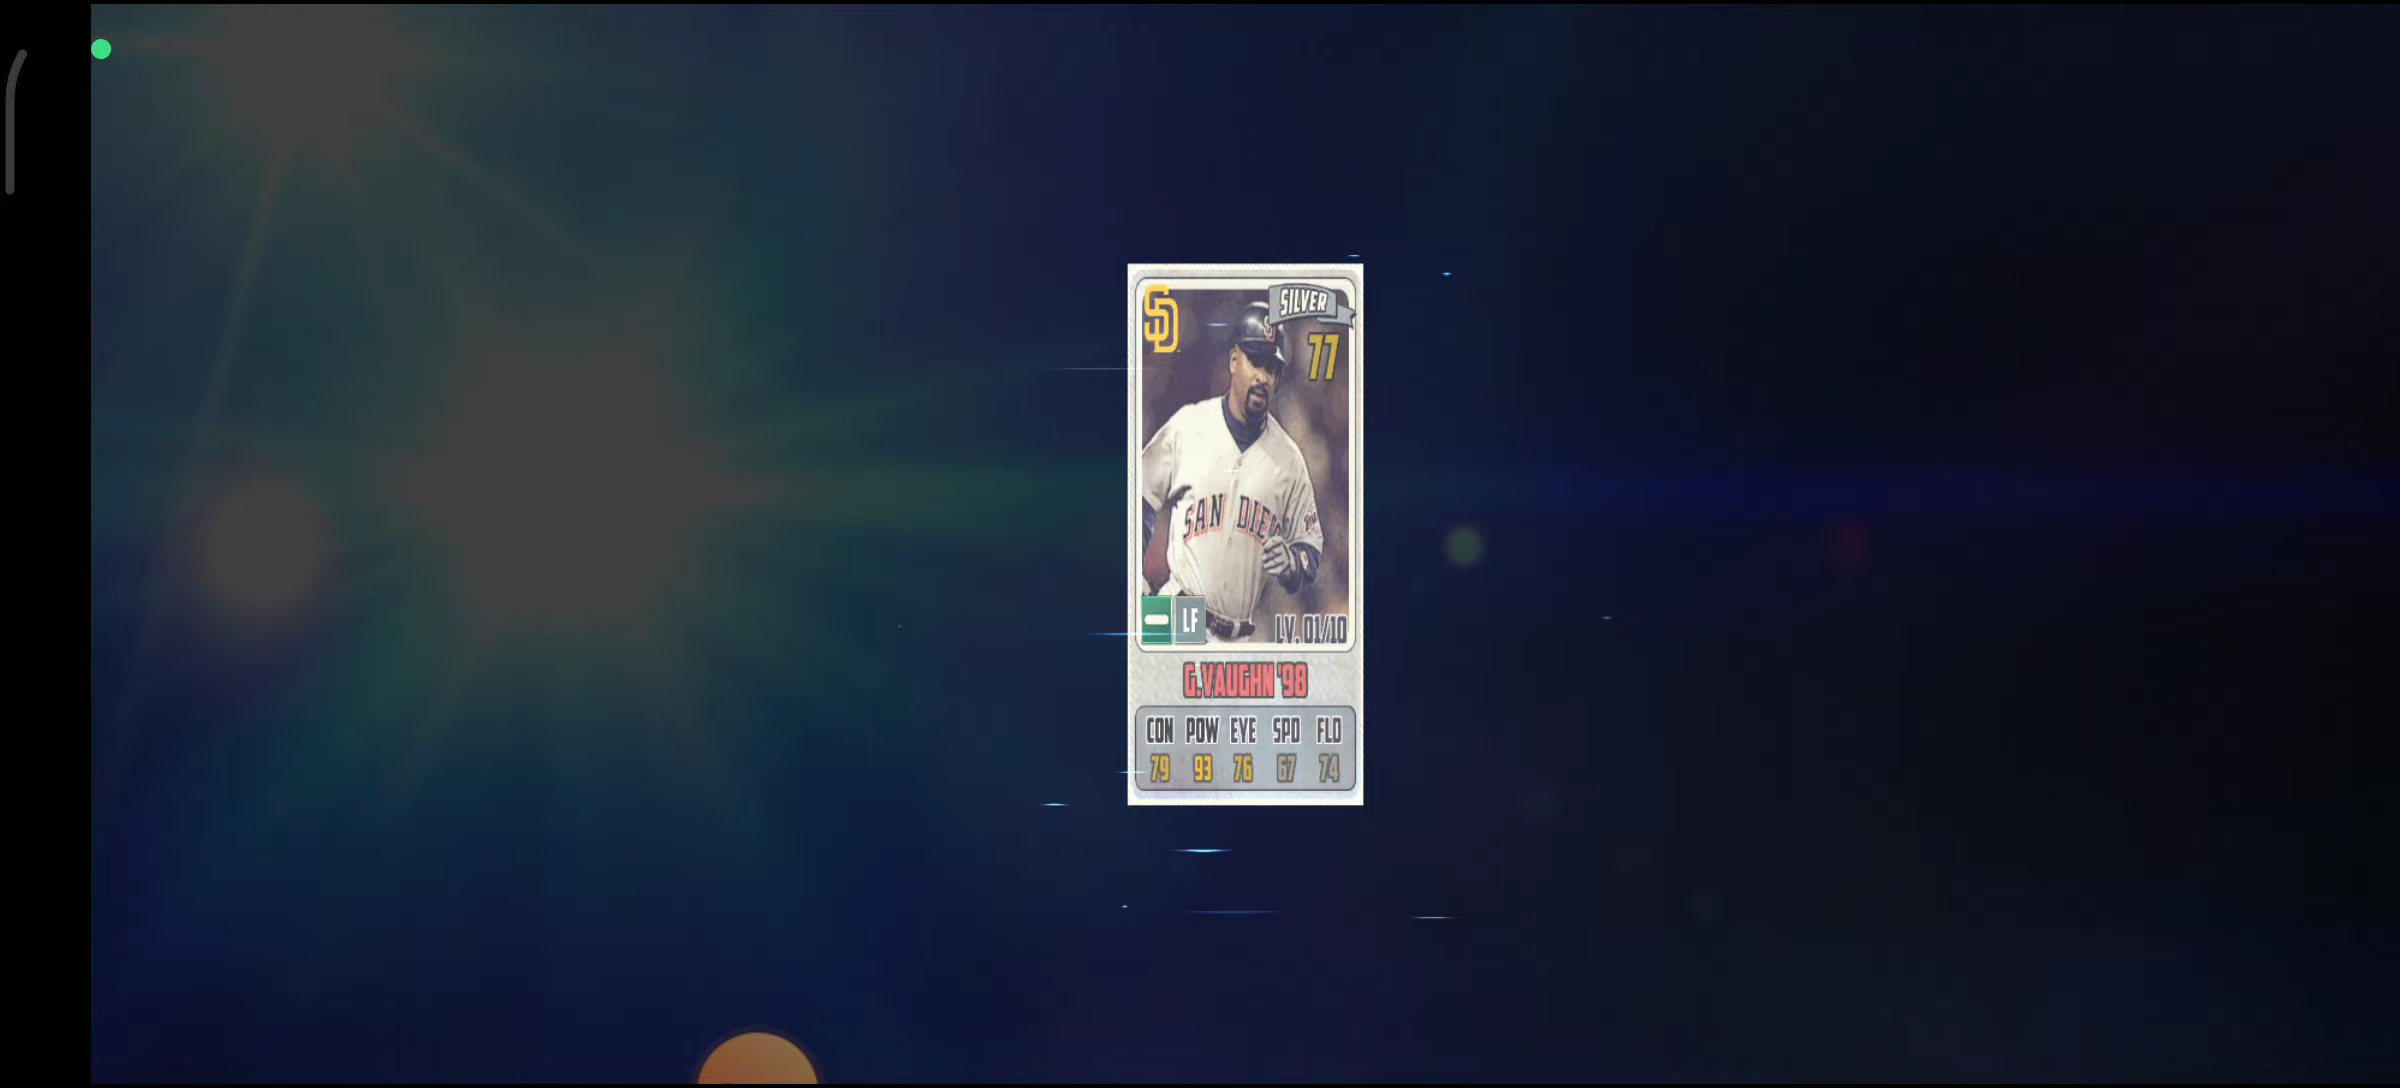 SD
SILVER
77
SAN DIEG
LF
LV. 01/10
G.VAUGHN '98
CON POW EYE SPD FLD
79 93 76 67 74